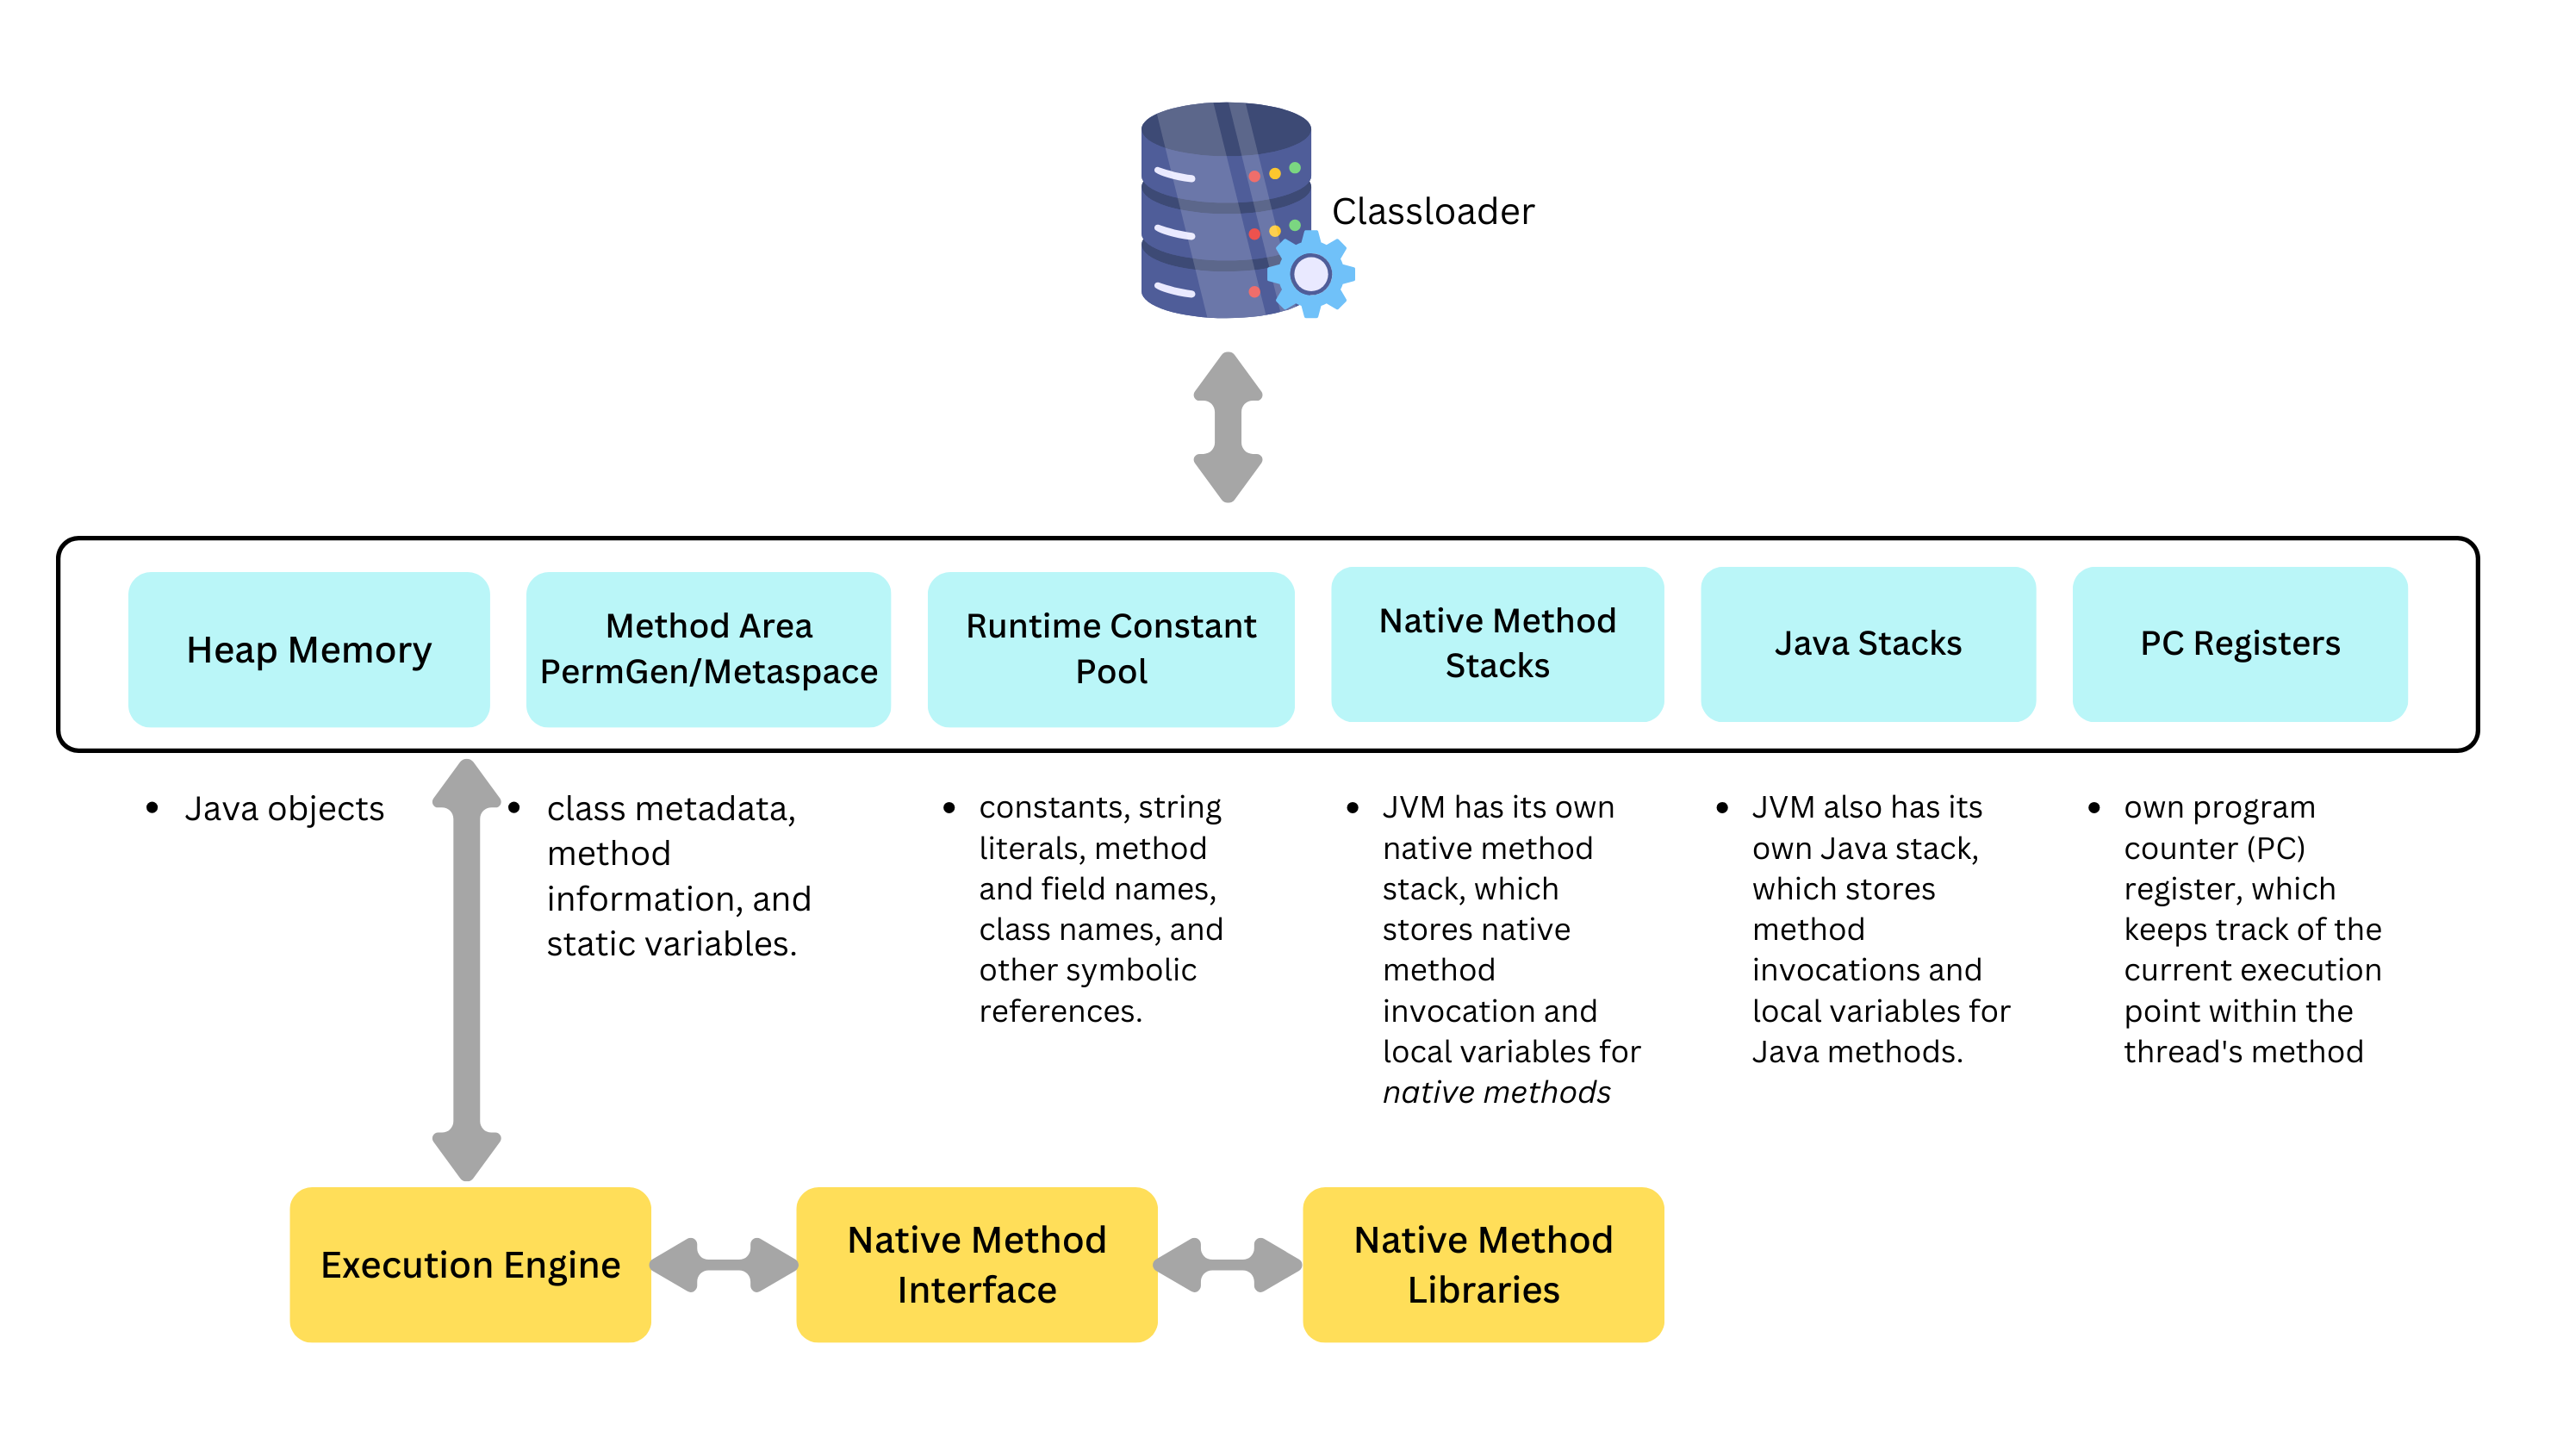 Classloader
Heap Memory
Method Area
PermGen/Metaspace
Runtime Constant
Pool
Native Method
Stacks
Java Stacks
PC Registers
• Java objects
• class metadata,
method
information, and
static variables.
• constants, string
literals, method
and field names,
class names, and
other symbolic
references.
• JVM has its own
native method
stack, which
stores native
method
invocation and
local variables for
native methods
• JVM also has its
own Java stack,
which stores
method
invocations and
local variables for
Java methods.
• own program
counter (PC)
register, which
keeps track of the
current execution
point within the
thread's method
Execution Engine
Native Method
Interface
Native Method
Libraries